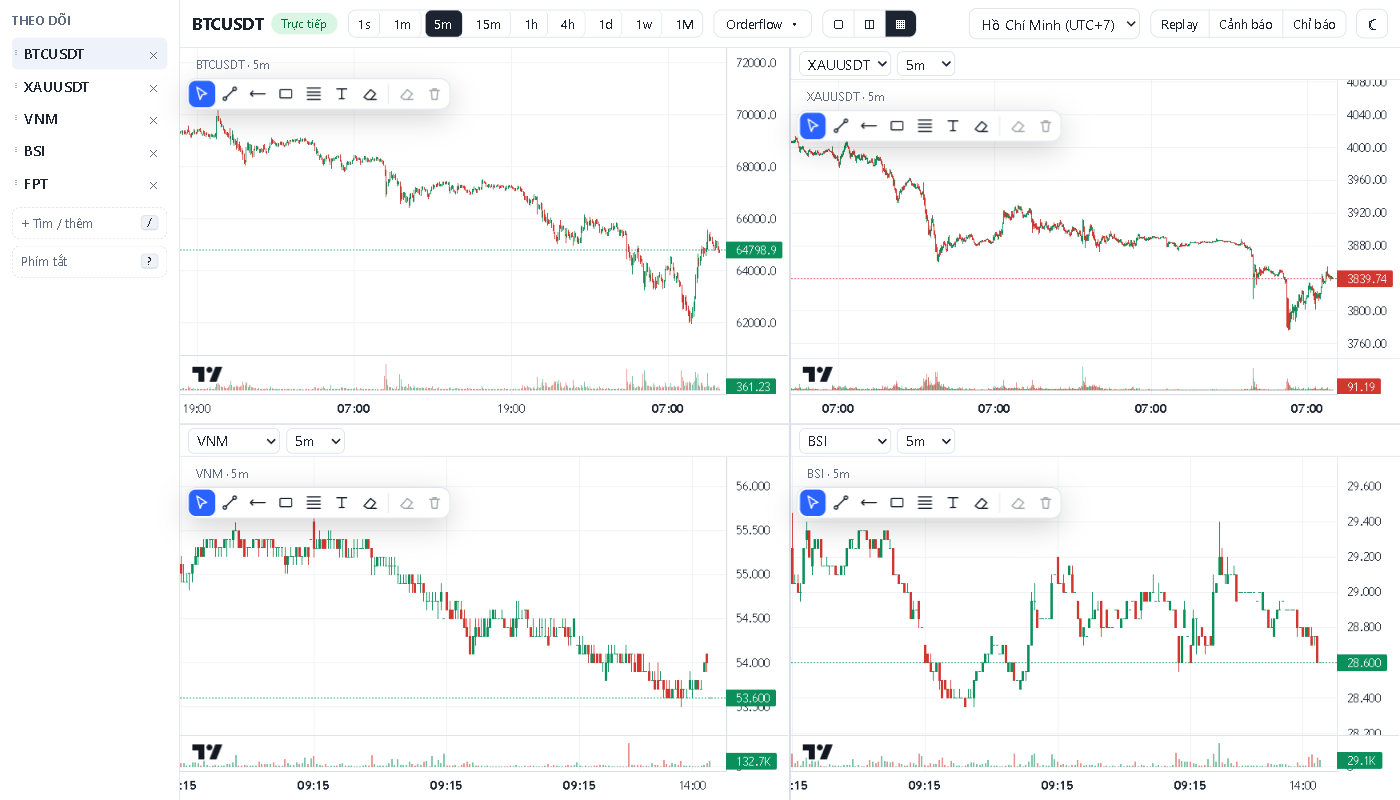 THEO DÕI
BTCUSDT
XAUUSDT
VNM
BSI
FPT
+ Tìm / thêm /
Phím tắt ?
BTCUSDT Trực tiếp 1s 1m 5m 15m 1h 4h 1d 1w 1M Orderflow Hồ Chí Minh (UTC+7) Replay Cảnh báo Chỉ báo
BTCUSDT · 5m
T
72000.0
70000.0
68000.0
66000.0
64798.9
64000.0
62000.0
361.23
19:00 07:00 19:00 07:00
XAUUSDT 5m
XAUUSDT · 5m
T
4080.00
4040.00
4000.00
3960.00
3920.00
3880.00
3839.74
3800.00
3760.00
91.19
07:00 07:00 07:00 07:00
VNM 5m
VNM · 5m
T
56.000
55.500
55.000
54.500
54.000
53.600
53.500
132.7K
:15 09:15 09:15 09:15 14:00
BSI 5m
BSI · 5m
T
29.600
29.400
29.200
29.000
28.800
28.600
28.400
28.200
29.1K
09:15 09:15 09:15 14:00